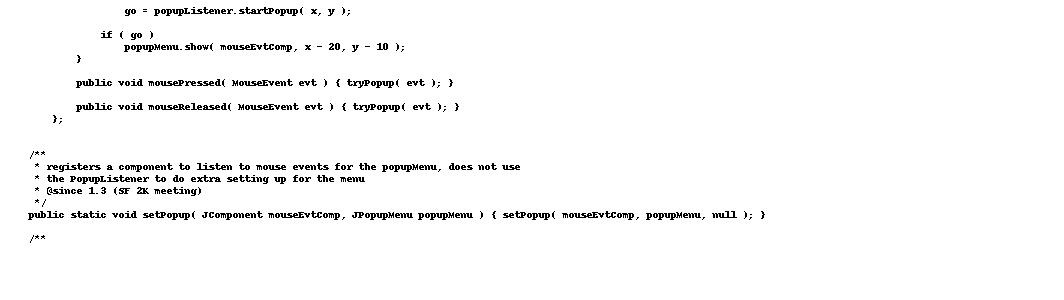 go = popupListener.startPopup( x, y );
if ( go )
popupMenu.show( mouseEvtComp, x - 20, y - 10 );
}
public void mousePressed( MouseEvent evt ) { tryPopup( evt ); }
public void mouseReleased( MouseEvent evt ) { tryPopup( evt ); }
};
/**
* registers a component to listen to mouse events for the popupMenu, does not use
* the PopupListener to do extra setting up for the menu
* @since 1.3 (SF 2K meeting)
*/
public static void setPopup( JComponent mouseEvtComp, JPopupMenu popupMenu ) { setPopup( mouseEvtComp, popupMenu, null ); }
/**